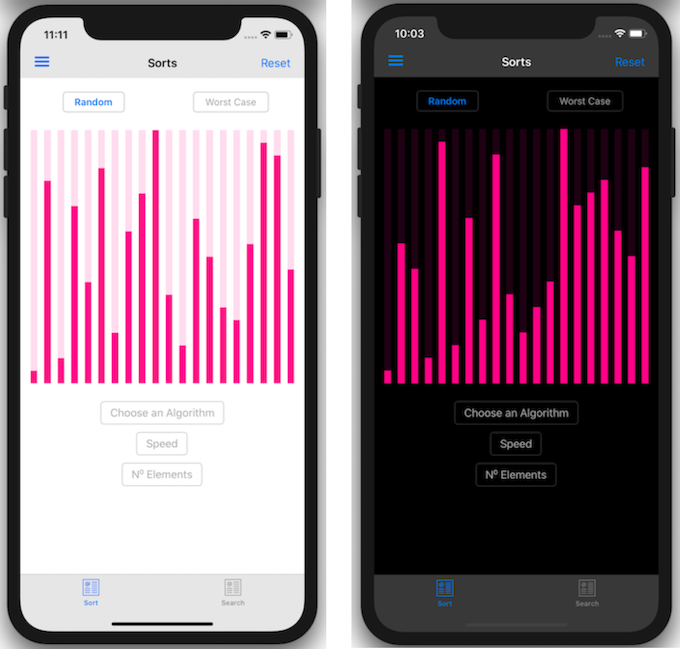 11:11
Sorts
Reset
Random
Worst Case
Choose an Algorithm
Speed
Nº Elements
Sort
Search
10:03
Sorts
Reset
Random
Worst Case
Choose an Algorithm
Speed
Nº Elements
Sort
Search